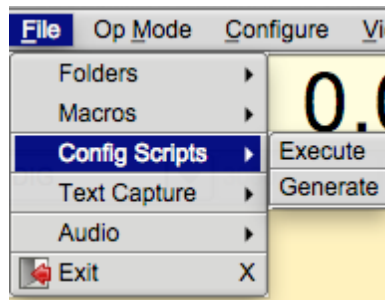 File Op Mode Configure
Folders
Macros
Config Scripts Execute
Text Capture Generate
Audio
Exit X
0.